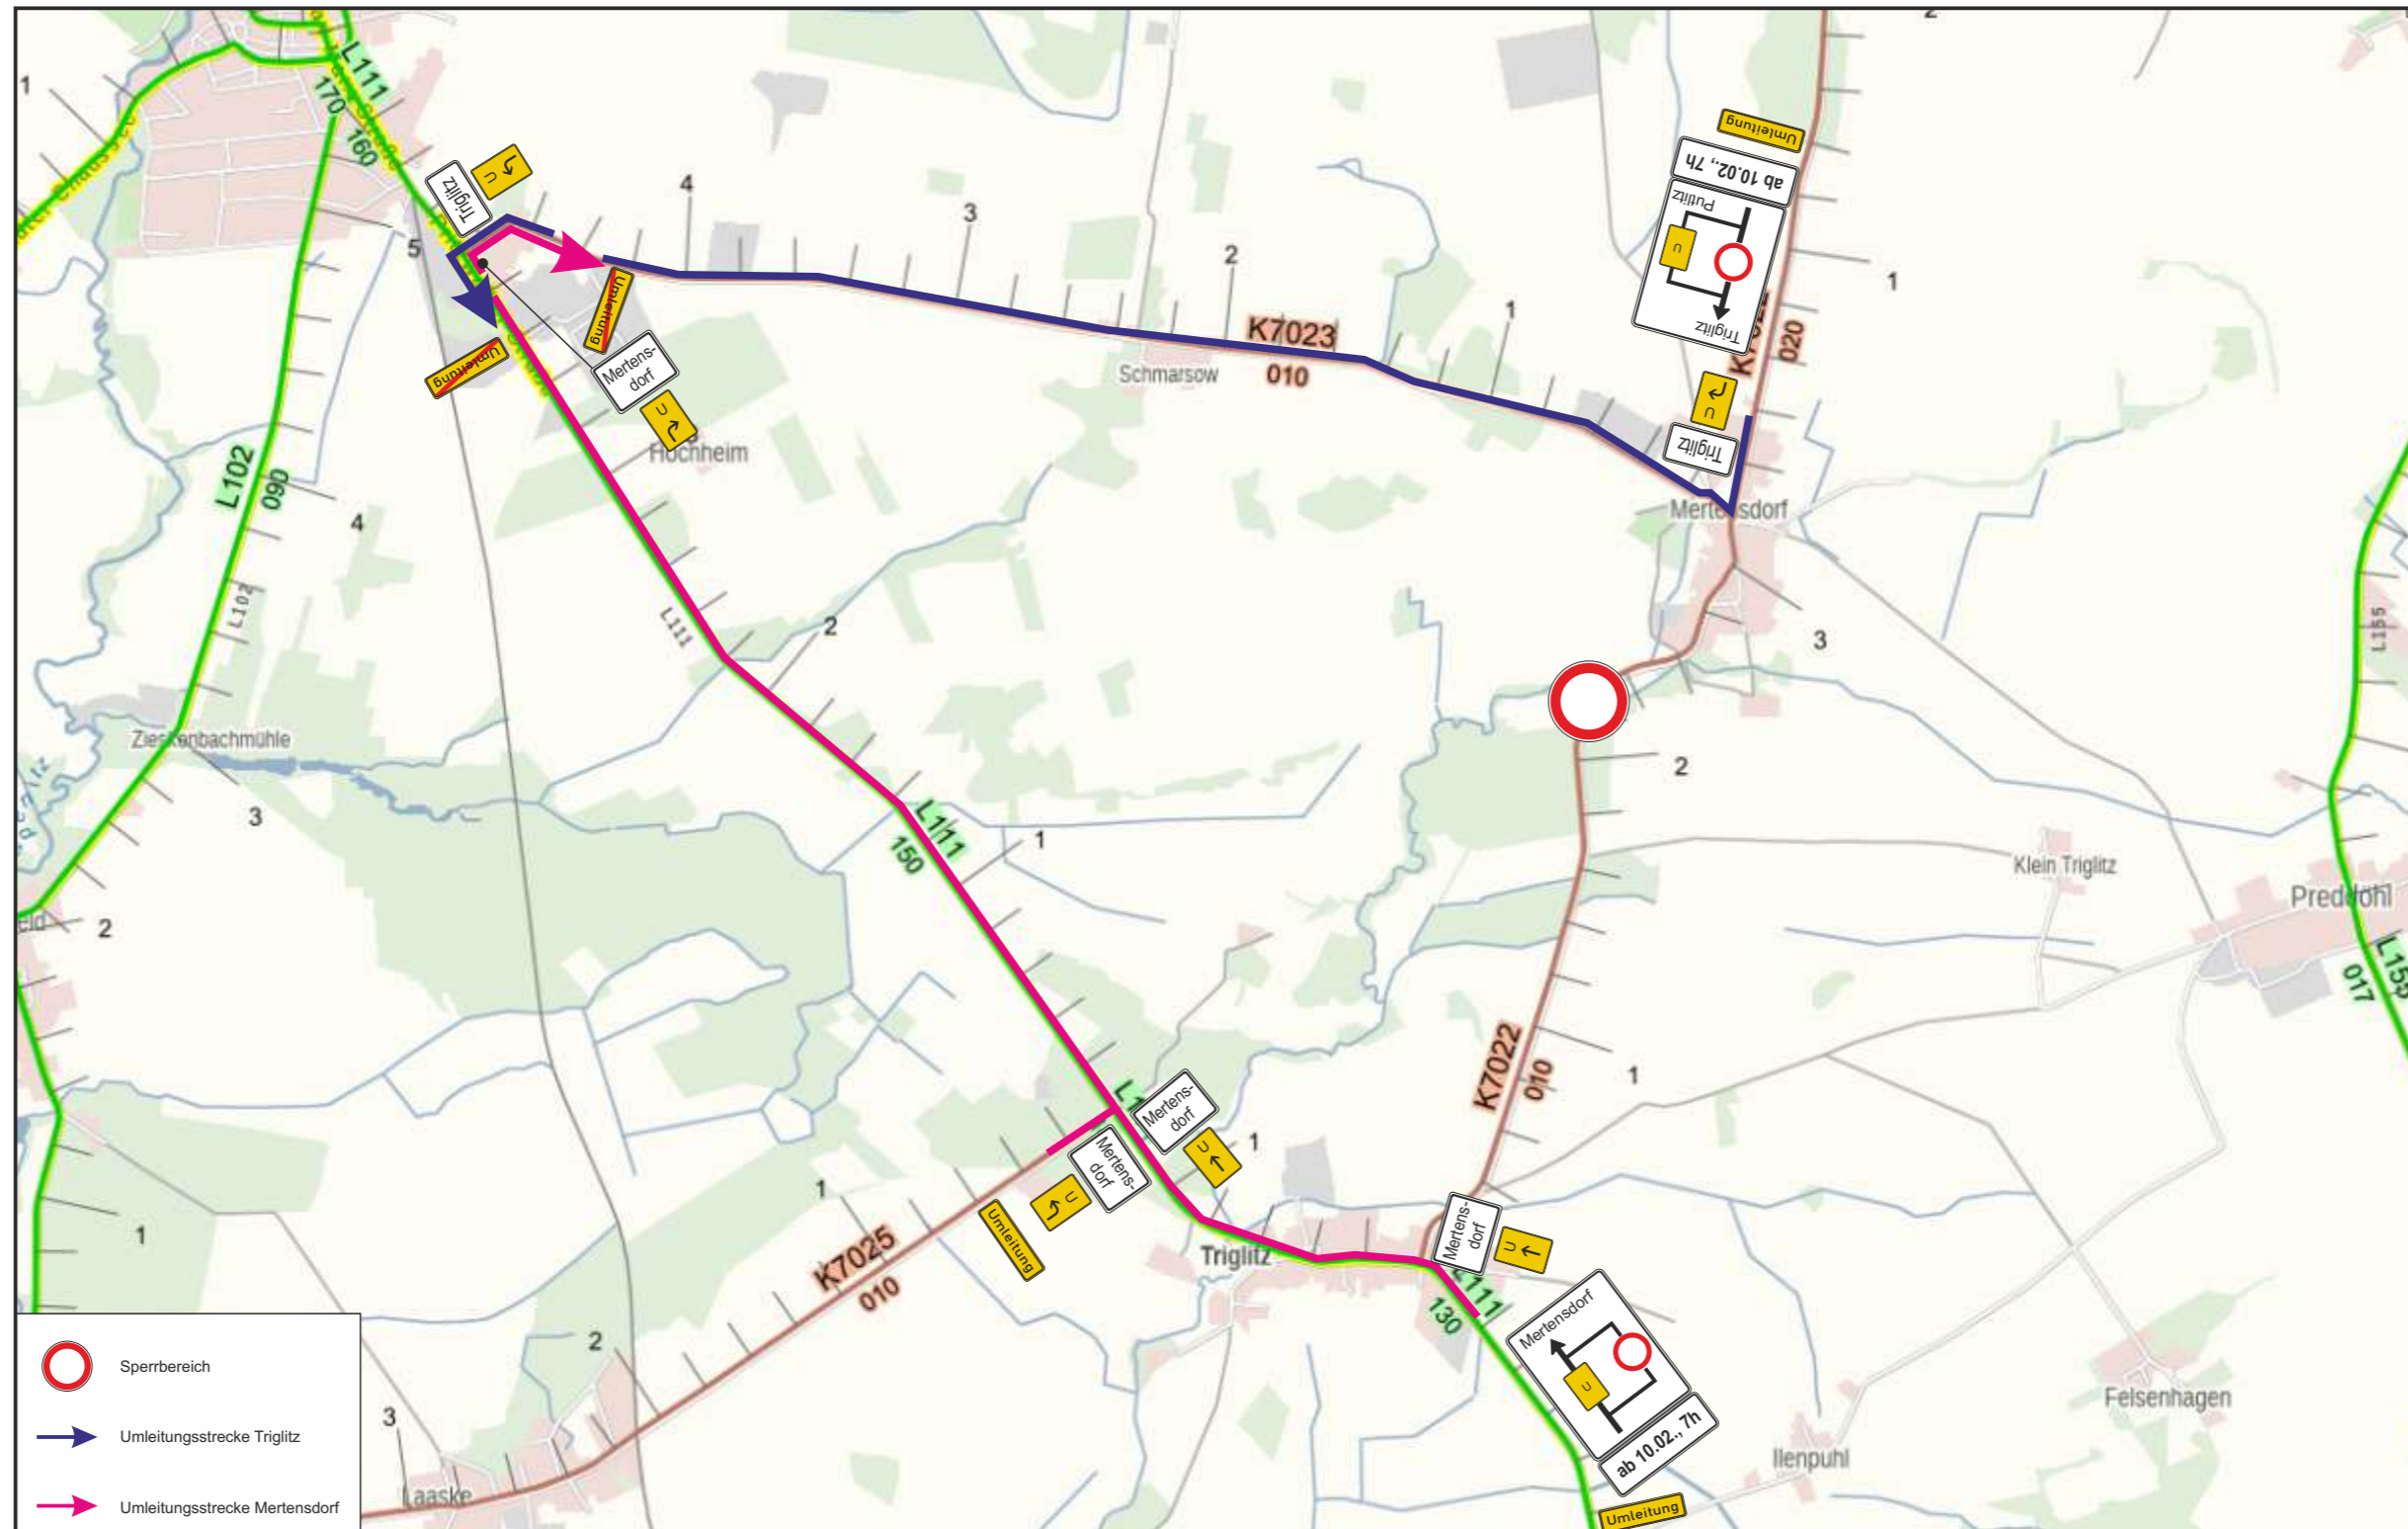 L111
170
160
1
5
Triglitz
U
4
3
2
1
Umleitung
Umleitung
Mertens-
dorf
U
Hochheim
K7023
010
Schmarsow
Umleitung
ab 10.02., 7h
Putlitz
U
Triglitz
1
020
U
Triglitz
Mertensdorf
3
2
L102
090
4
L102
L111
2
Zieskenbachmühle
3
2
L111
150
1
L155
Klein Triglitz
Preddöhl
L155
017
K7022
010
1
Mertens-
dorf
U
1
Mertens-
dorf
U
Umleitung
1
K7025
010
2
3
Laaske
Triglitz
Mertens-
dorf
U
L111
130
Mertensdorf
U
ab 10.02., 7h
Umleitung
Felsenhagen
Ilenpuhl
1
Sperrbereich
Umleitungsstrecke Triglitz
Umleitungsstrecke Mertensdorf